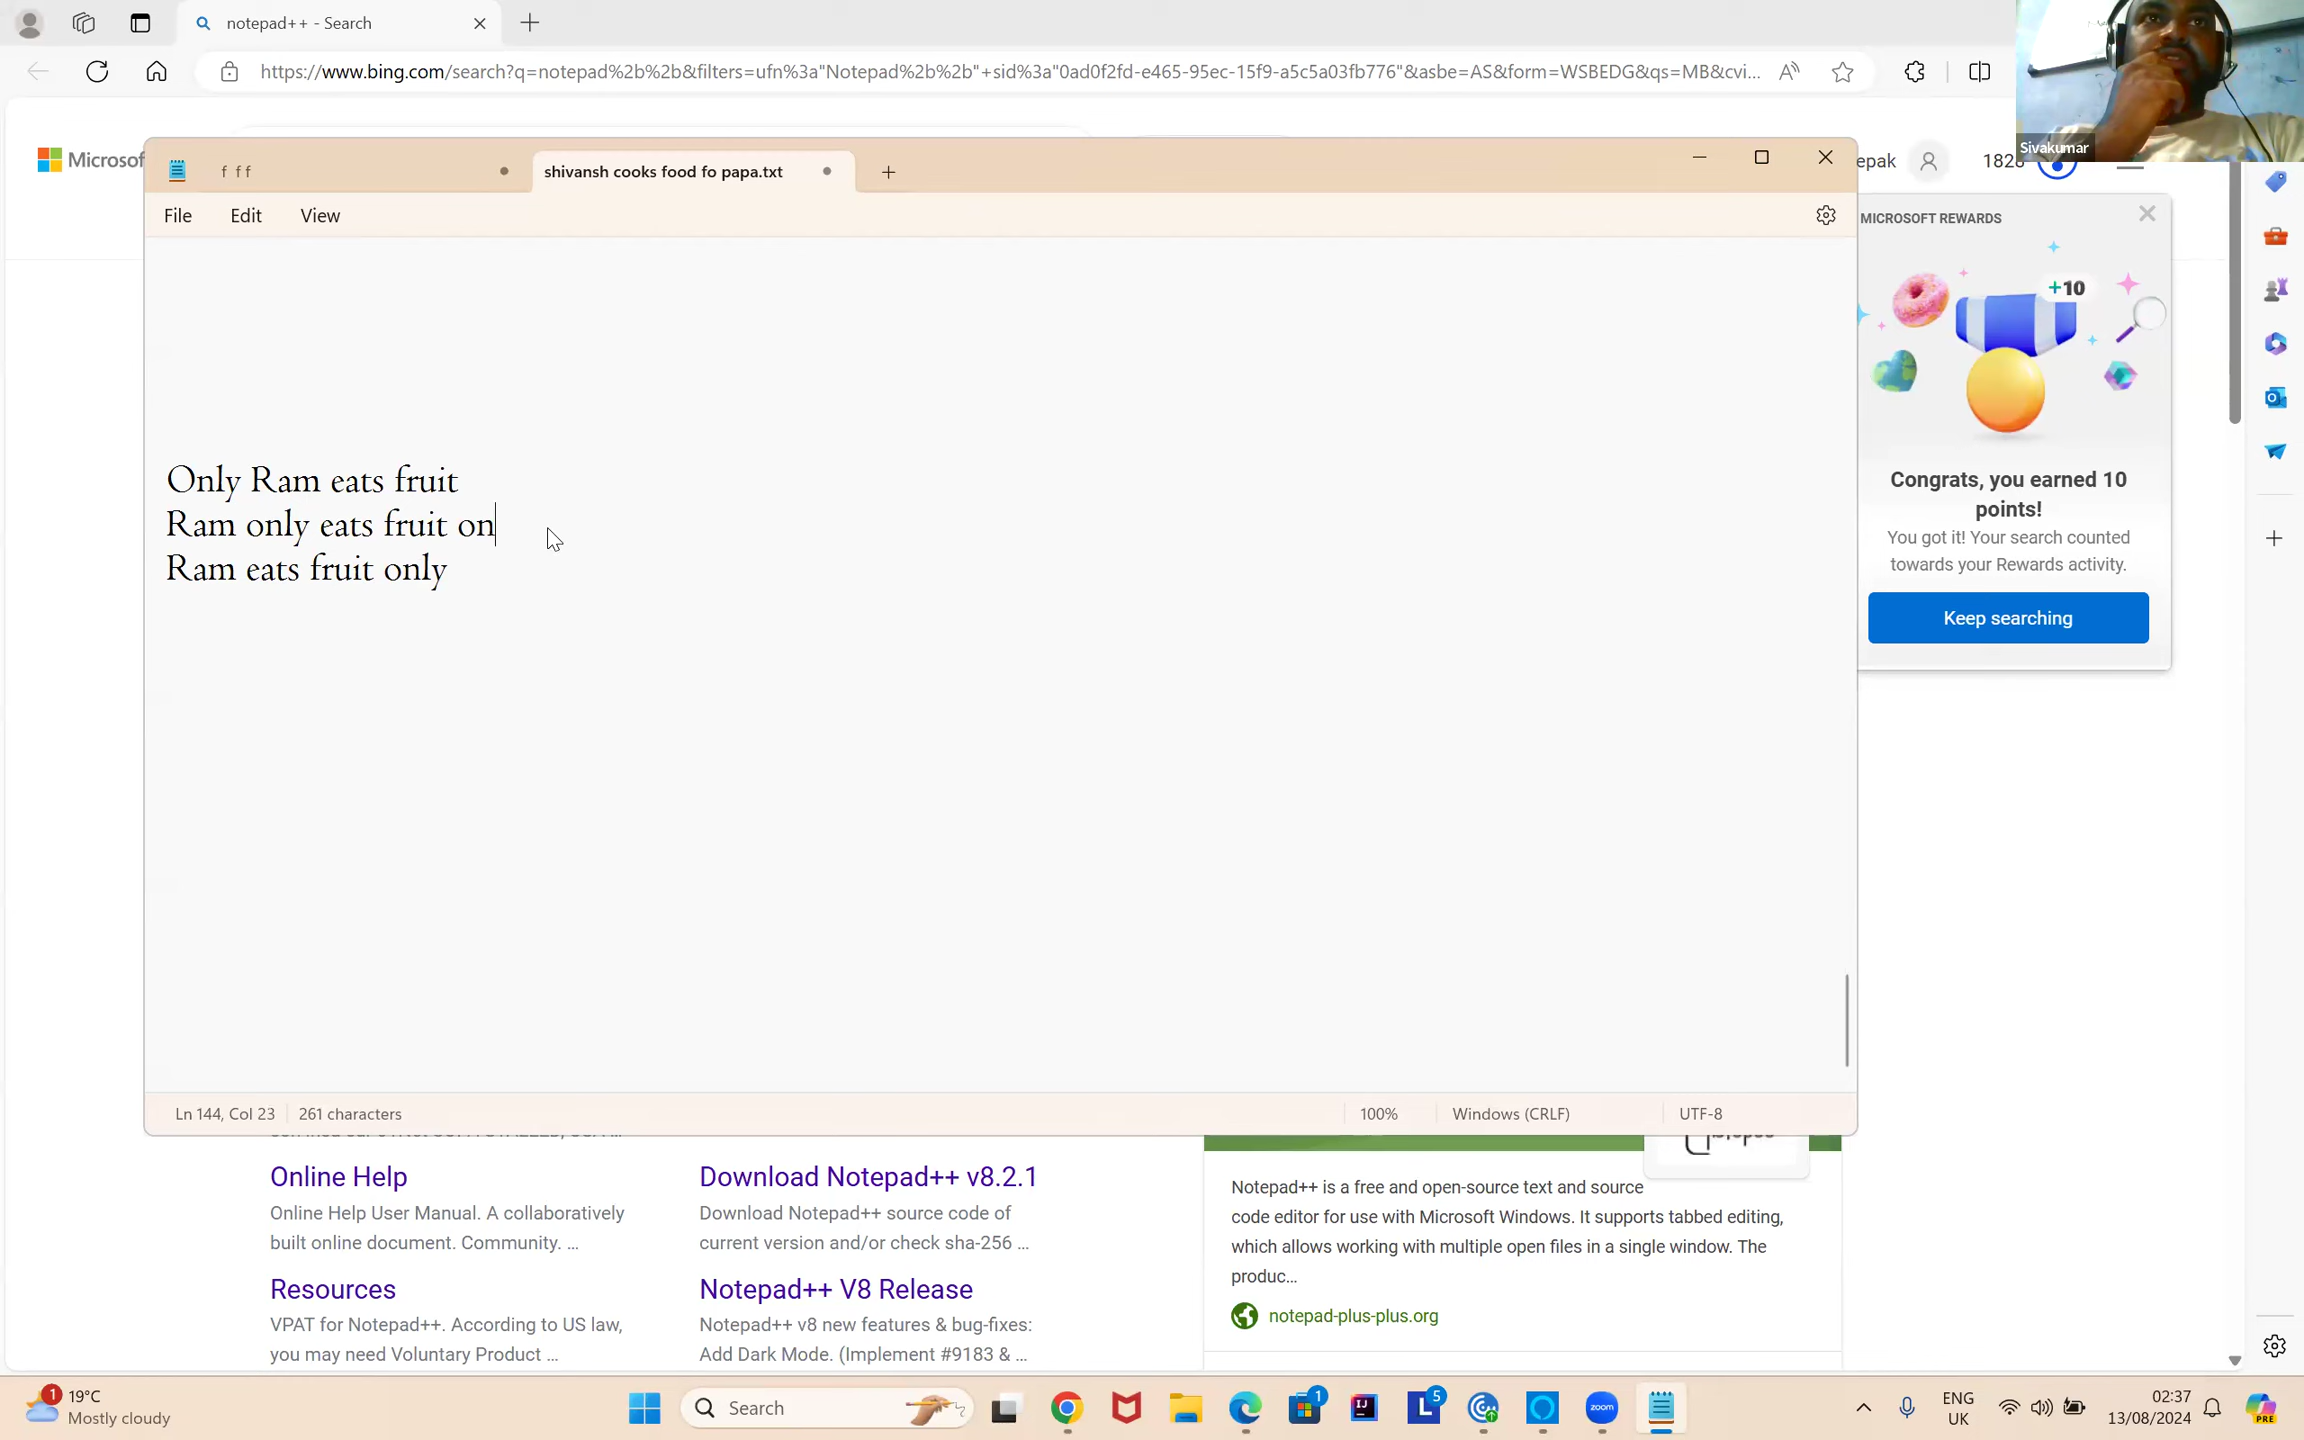 notepad++ - Search
https://www.bing.com/search?q=notepad%2b%2b&filters=ufn%3a"Notepad%2b%2b"+sid%3a"0ad0f2fd-e465-95ec-15f9-a5c5a03fb776"&asbe=AS&form=WSBEDG&qs=MB&cvi...
Sivakumar
Microsof
epak
1828
f f f
shivansh cooks food fo papa.txt
File Edit View
MICROSOFT REWARDS
+10
Congrats, you earned 10
points!
You got it! Your search counted
towards your Rewards activity.
Keep searching
Only Ram eats fruit
Ram only eats fruit on
Ram eats fruit only
Ln 144, Col 23
261 characters
100%
Windows (CRLF)
UTF-8
Online Help
Online Help User Manual. A collaboratively
built online document. Community. ...
Resources
VPAT for Notepad++. According to US law,
you may need Voluntary Product ...
Download Notepad++ v8.2.1
Download Notepad++ source code of
current version and/or check sha-256 ...
Notepad++ V8 Release
Notepad++ v8 new features & bug-fixes:
Add Dark Mode. (Implement #9183 & ...
Notepad++ is a free and open-source text and source
code editor for use with Microsoft Windows. It supports tabbed editing,
which allows working with multiple open files in a single window. The
produc...
notepad-plus-plus.org
1
19°C
Mostly cloudy
Search
1
5
zoom
ENG
UK
02:37
13/08/2024
PRE